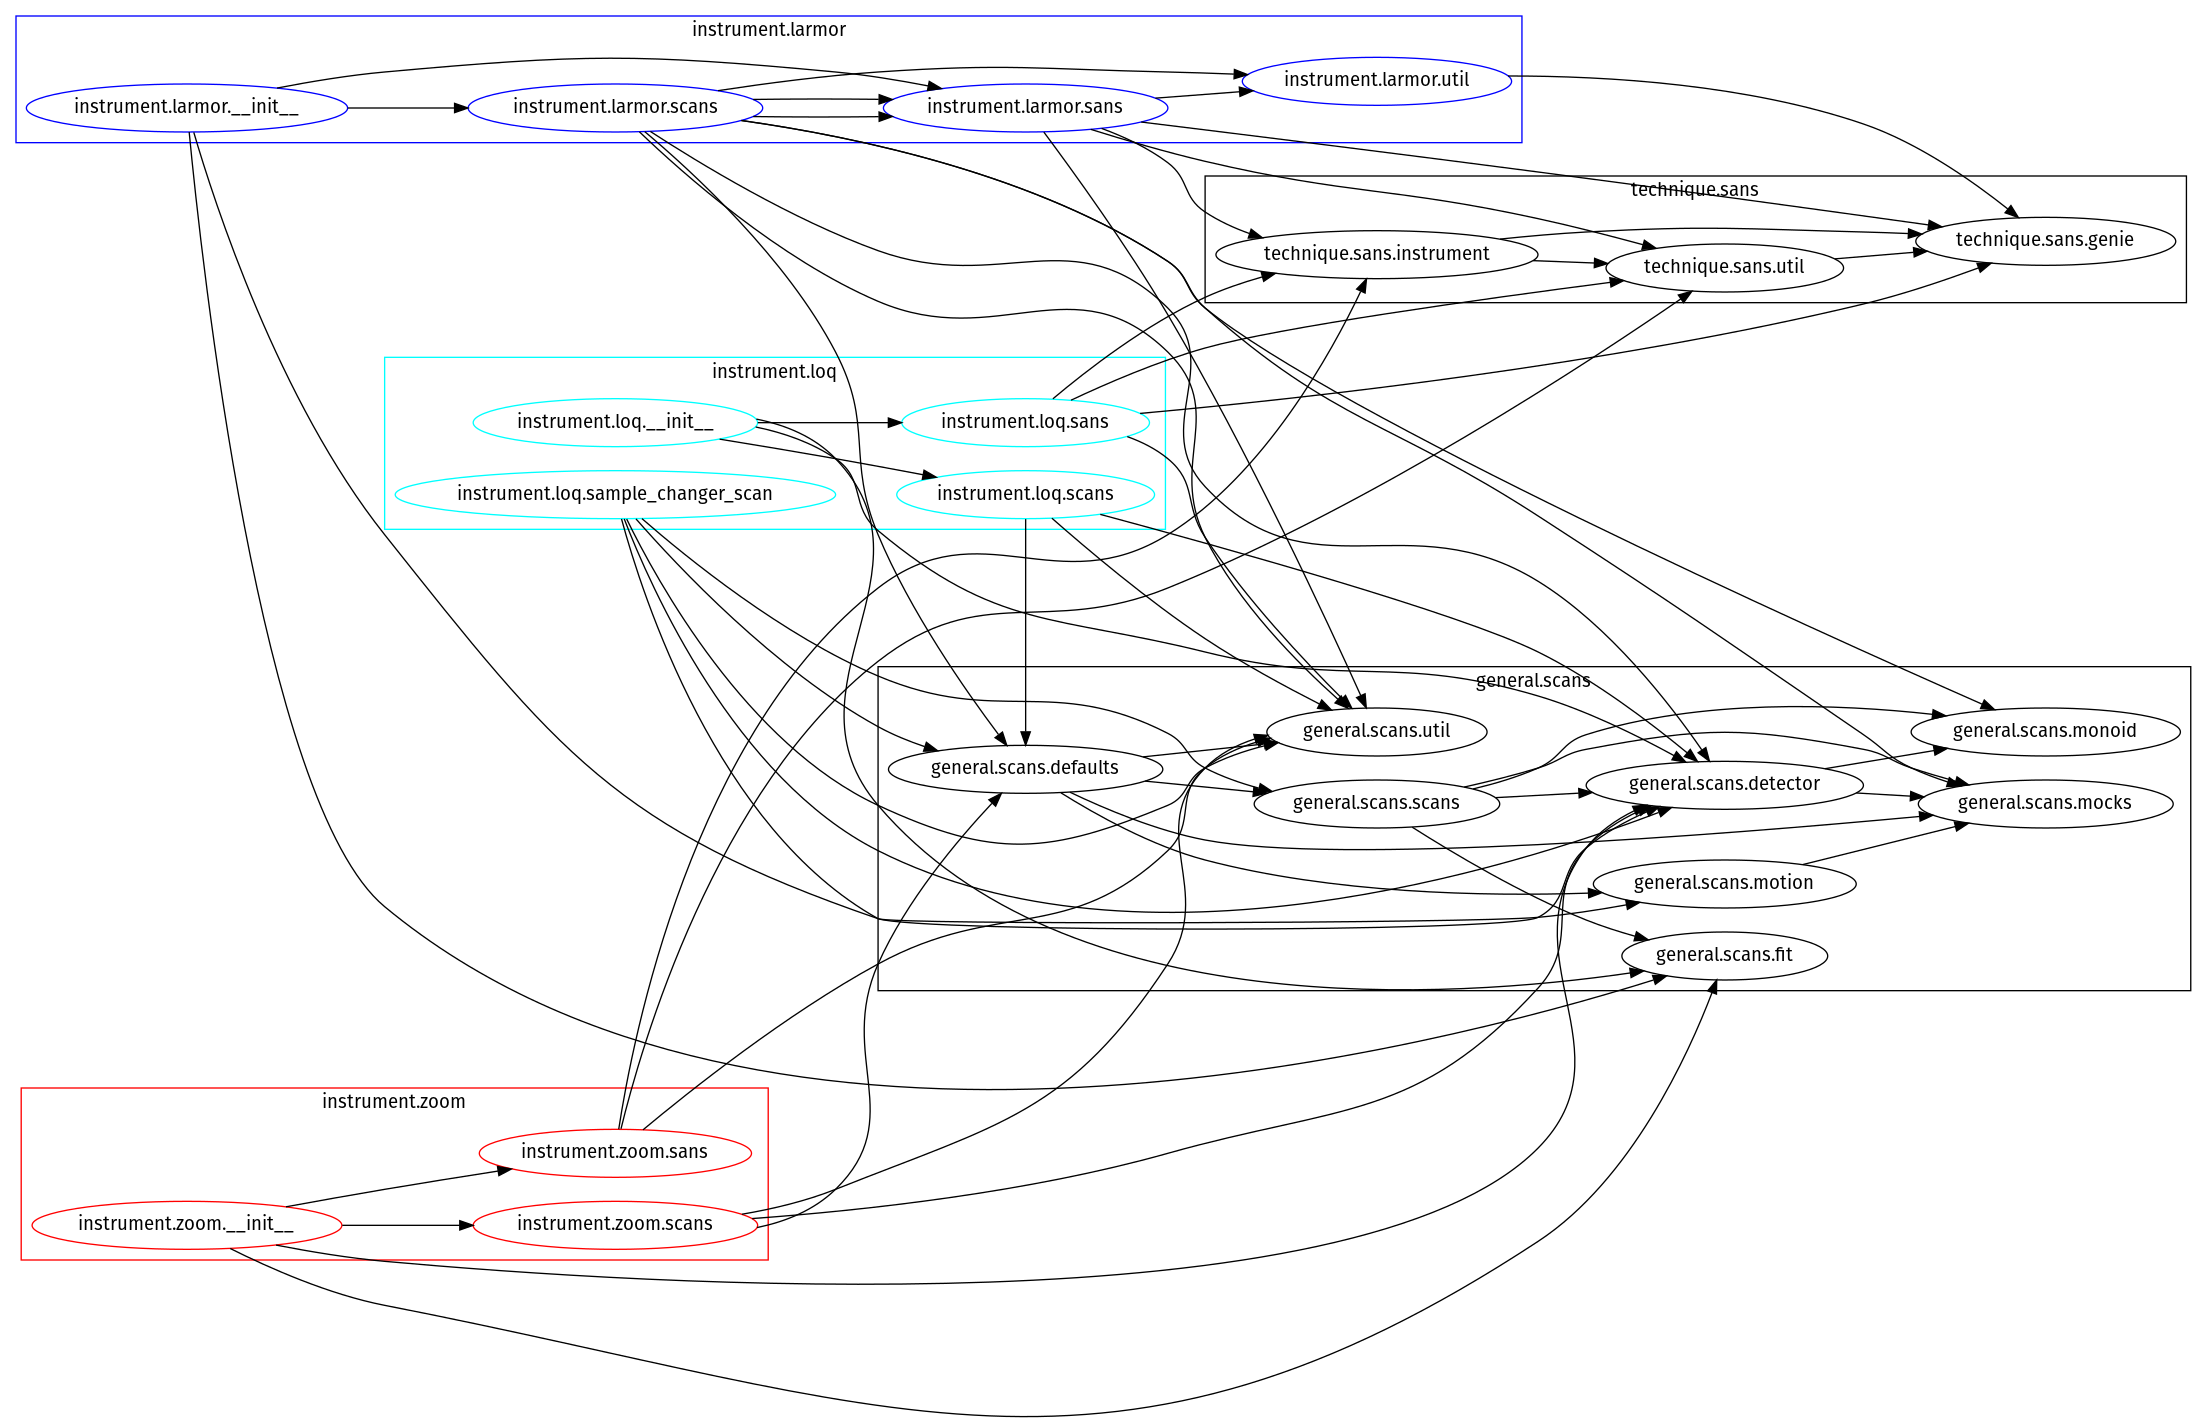 instrument.larmor
instrument.larmor.__init__
instrument.larmor.scans
instrument.larmor.sans
instrument.larmor.util
technique.sans
technique.sans.instrument
technique.sans.util
technique.sans.genie
instrument.loq
instrument.loq.__init__
instrument.loq.sans
instrument.loq.sample_changer_scan
instrument.loq.scans
general.scans
general.scans.util
general.scans.monoid
general.scans.defaults
general.scans.scans
general.scans.detector
general.scans.mocks
general.scans.motion
general.scans.fit
instrument.zoom
instrument.zoom.sans
instrument.zoom.__init__
instrument.zoom.scans